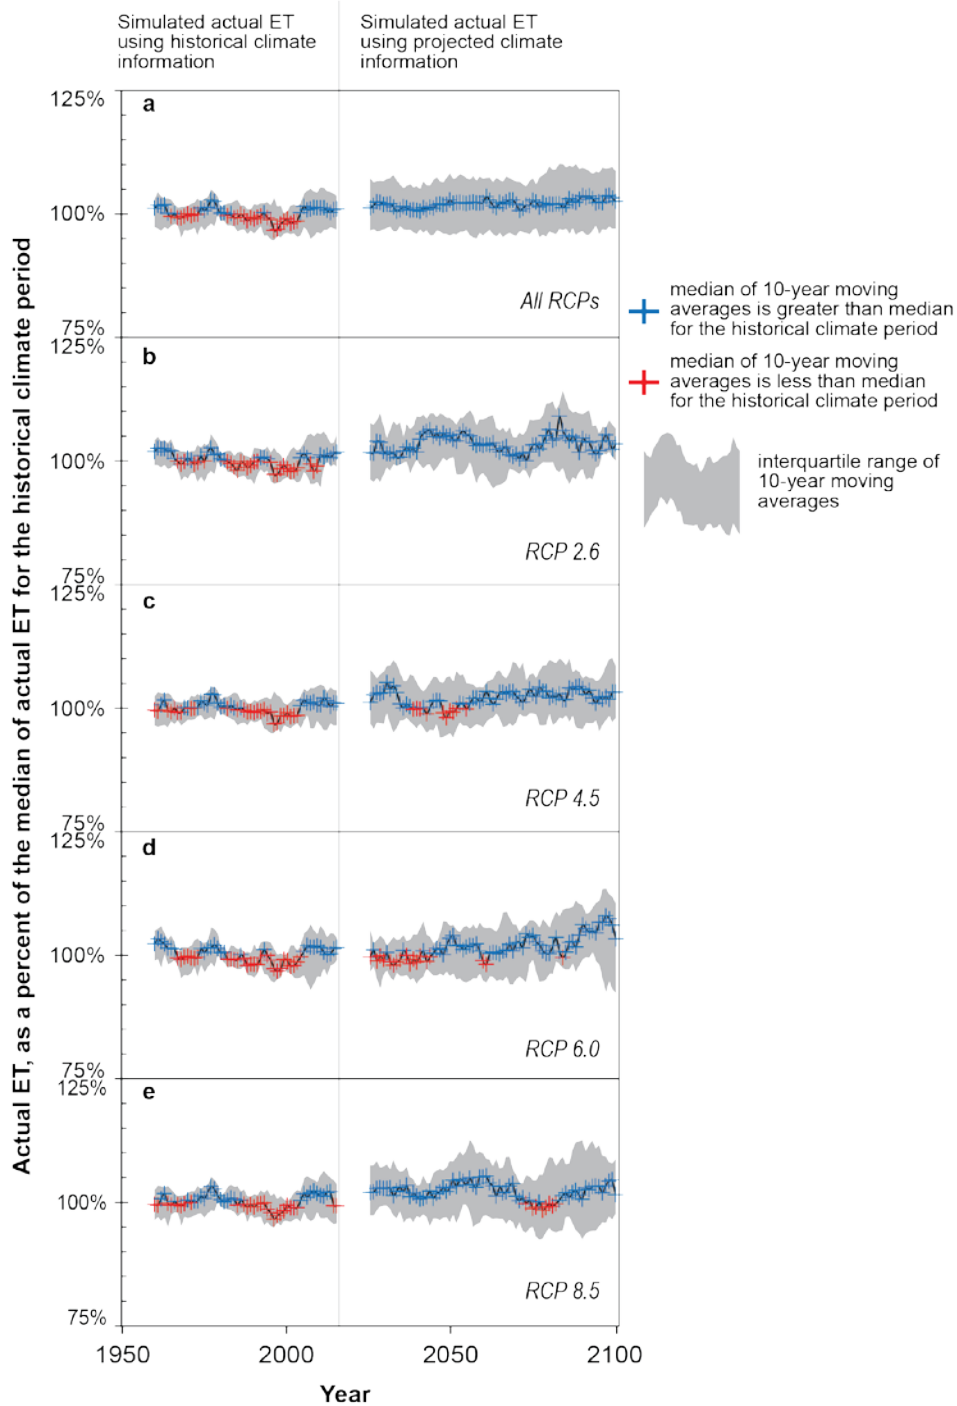 Simulated actual ET
using historical climate
information
Simulated actual ET
using projected climate
information
Actual ET, as a percent of the median of actual ET for the historical climate period
125%
a
100%
All RCPs
75%
125%
b
100%
RCP 2.6
75%
125%
c
100%
RCP 4.5
75%
125%
d
100%
RCP 6.0
75%
125%
e
100%
RCP 8.5
75%
1950
2000
2050
2100
Year
median of 10-year moving
averages is greater than median
for the historical climate period
median of 10-year moving
averages is less than median
for the historical climate period
interquartile range of
10-year moving
averages